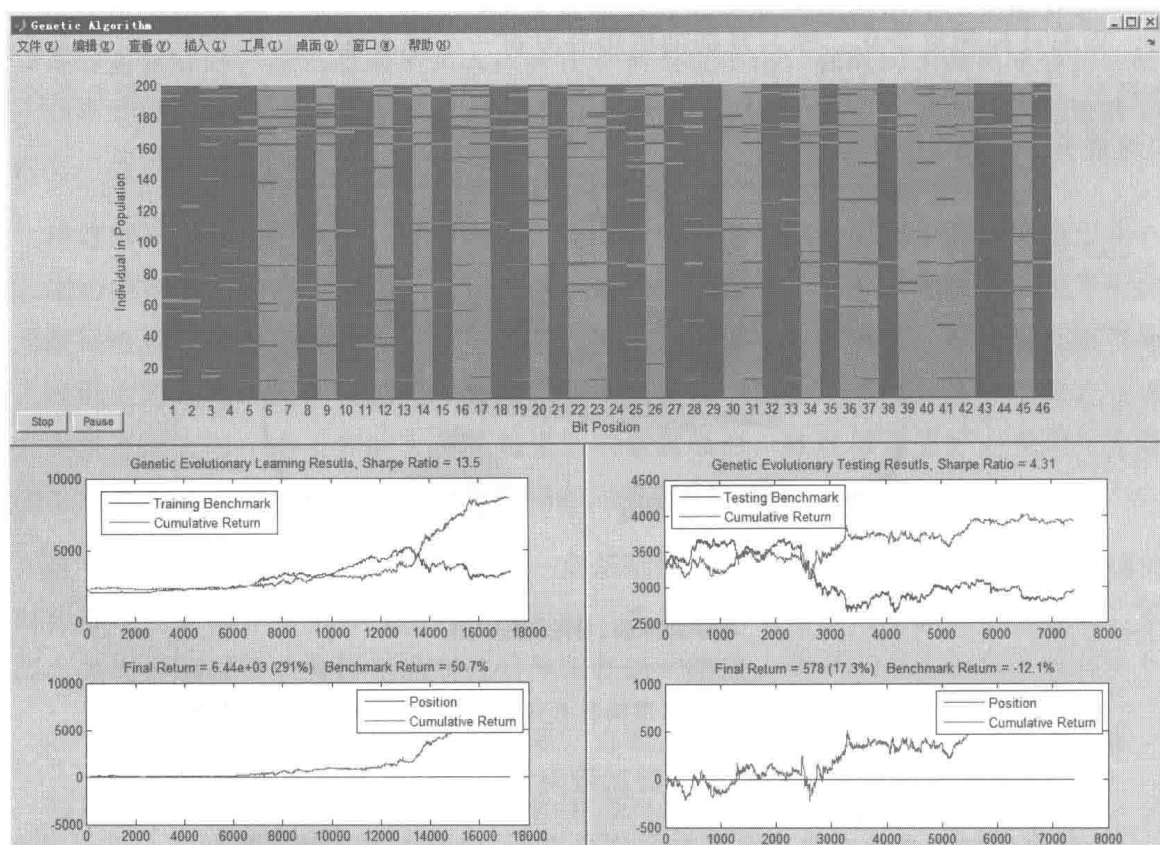 Genetic Algorithm
文件(F) 编辑(E) 查看(V) 插入(I) 工具(T) 桌面(D) 窗口(W) 帮助(H)
200
180
160
140
120
100
80
60
40
20
Individual in Population
1 2 3 4 5 6 7 8 9 10 11 12 13 14 15 16 17 18 19 20 21 22 23 24 25 26 27 28 29 30 31 32 33 34 35 36 37 38 39 40 41 42 43 44 45 46
Bit Position
Stop Pause
Genetic Evolutionary Learning Resutls, Sharpe Ratio = 13.5
10000
5000
0
Training Benchmark
Cumulative Return
0 2000 4000 6000 8000 10000 12000 14000 16000 18000
Genetic Evolutionary Testing Resutls, Sharpe Ratio = 4.31
4500
4000
3500
3000
2500
Testing Benchmark
Cumulative Return
0 1000 2000 3000 4000 5000 6000 7000 8000
Final Return = 6.44e+03 (291%) Benchmark Return = 50.7%
10000
5000
0
-5000
Position
Cumulative Return
0 2000 4000 6000 8000 10000 12000 14000 16000 18000
Final Return = 578 (17.3%) Benchmark Return = -12.1%
1000
500
0
-500
Position
Cumulative Return
0 1000 2000 3000 4000 5000 6000 7000 8000